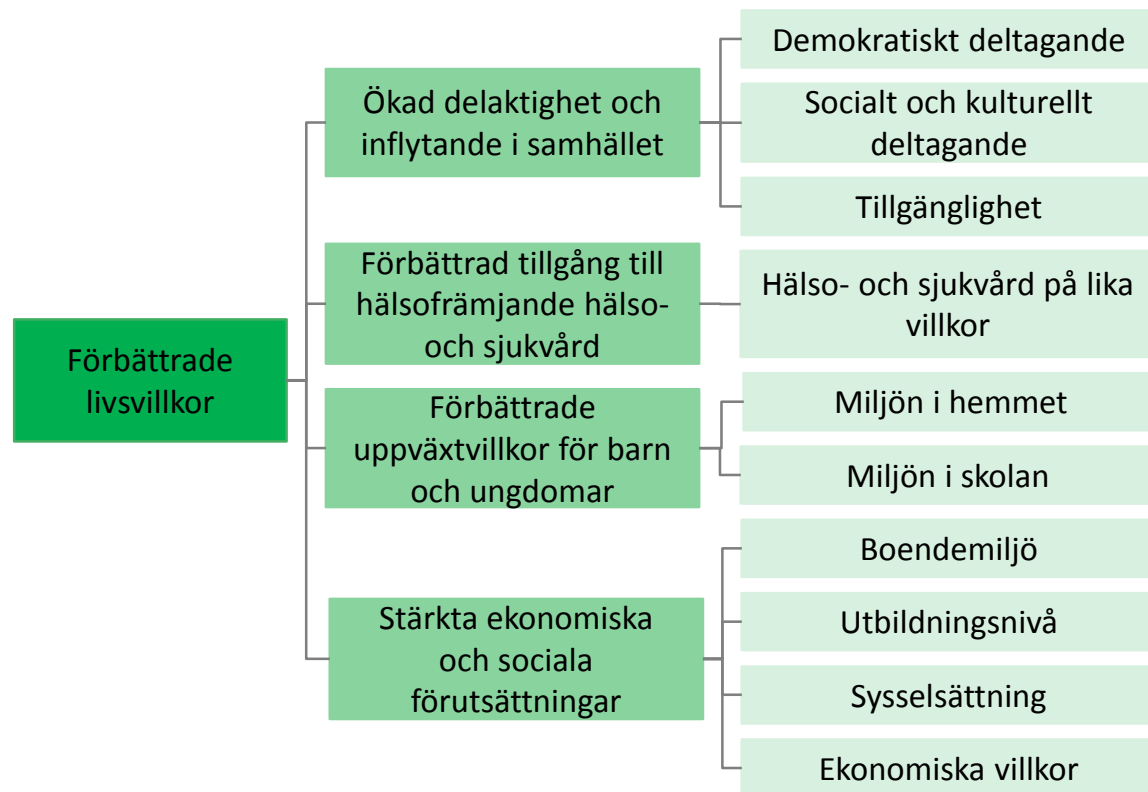 Förbättrade
livsvillkor
Ökad delaktighet och
inflytande i samhället
Demokratiskt deltagande
Socialt och kulturellt
deltagande
Tillgänglighet
Förbättrad tillgång till
hälsofrämjande hälso-
och sjukvård
Hälso- och sjukvård på lika
villkor
Förbättrade
uppväxtvillkor för barn
och ungdomar
Miljön i hemmet
Miljön i skolan
Stärkta ekonomiska
och sociala
förutsättningar
Boendemiljö
Utbildningsnivå
Sysselsättning
Ekonomiska villkor